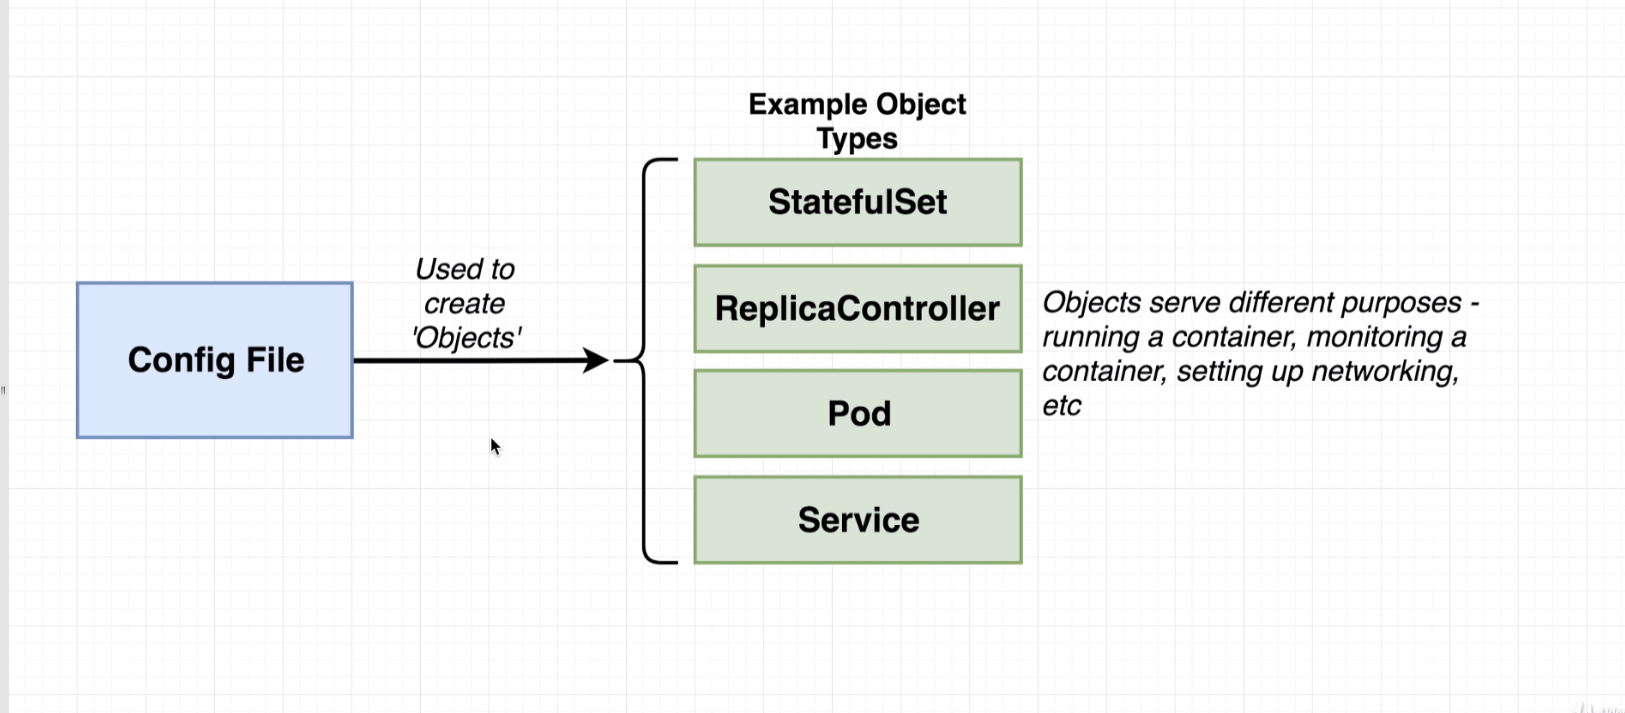 Example Object
Types
StatefulSet
Used to
create
'Objects'
ReplicaController
Objects serve different purposes -
running a container, monitoring a
container, setting up networking,
etc
Config File
Pod
Service